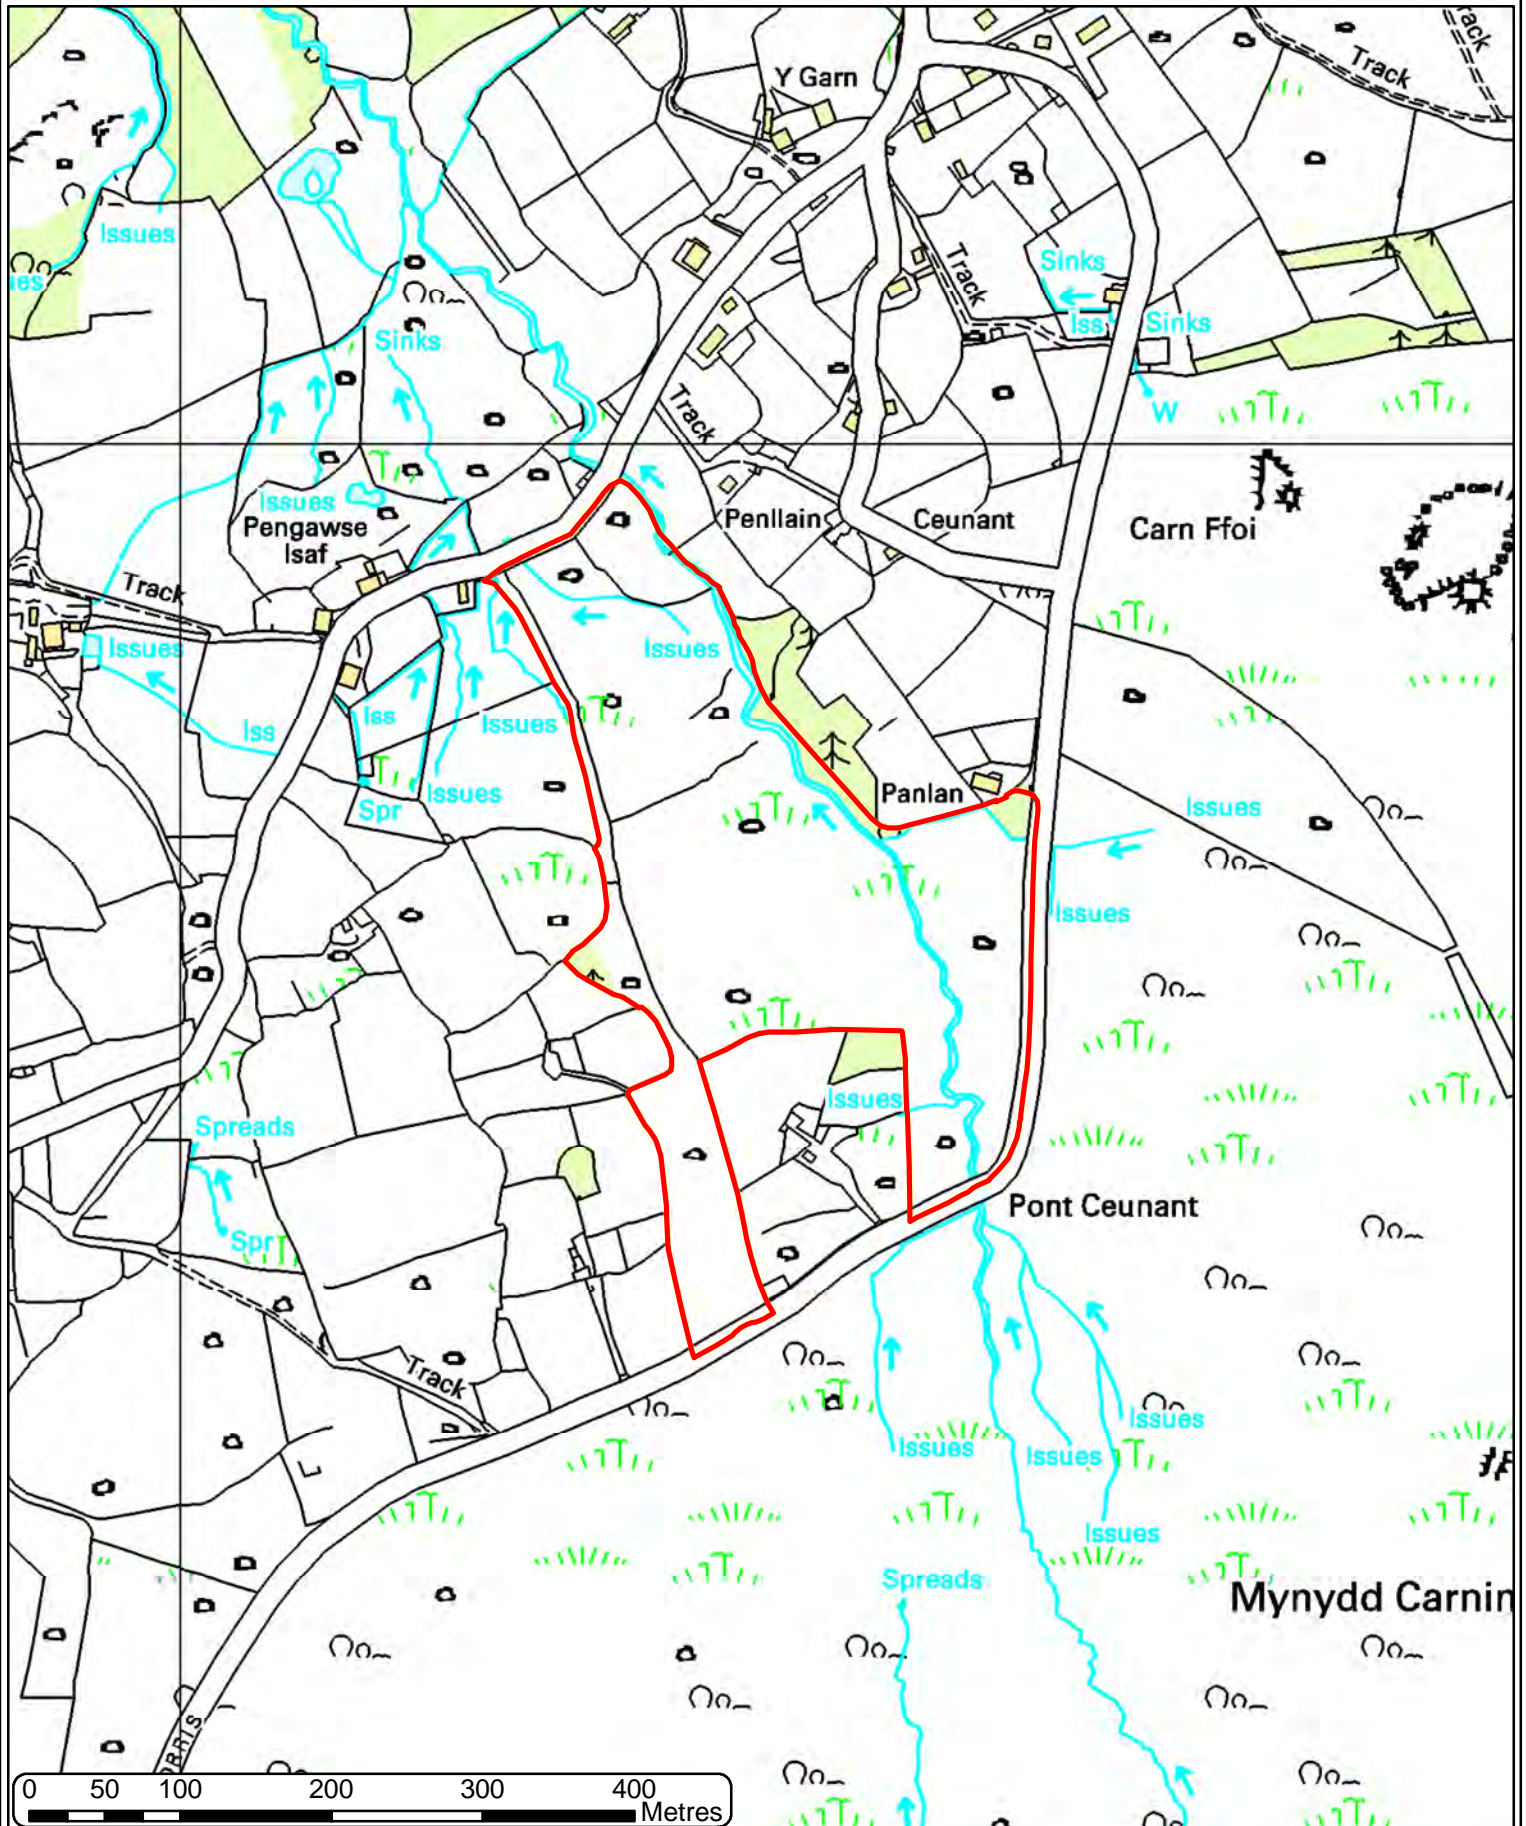 Track
Track
Y Garn
Issues
Sinks
Track
Iss
Sinks
Sinks
Track
W
Issues
Pengawse
Isaf
Penllain
Ceunant
Carn Ffoi
Track
Issues
Issues
Iss
Iss
Issues
Issues
Spr
Panlan
Issues
Issues
Issues
Spreads
Spr
Pont Ceunant
Track
Issues
Issues
Issues
Issues
Spreads
Mynydd Carnin
0 50 100 200 300 400
Metres